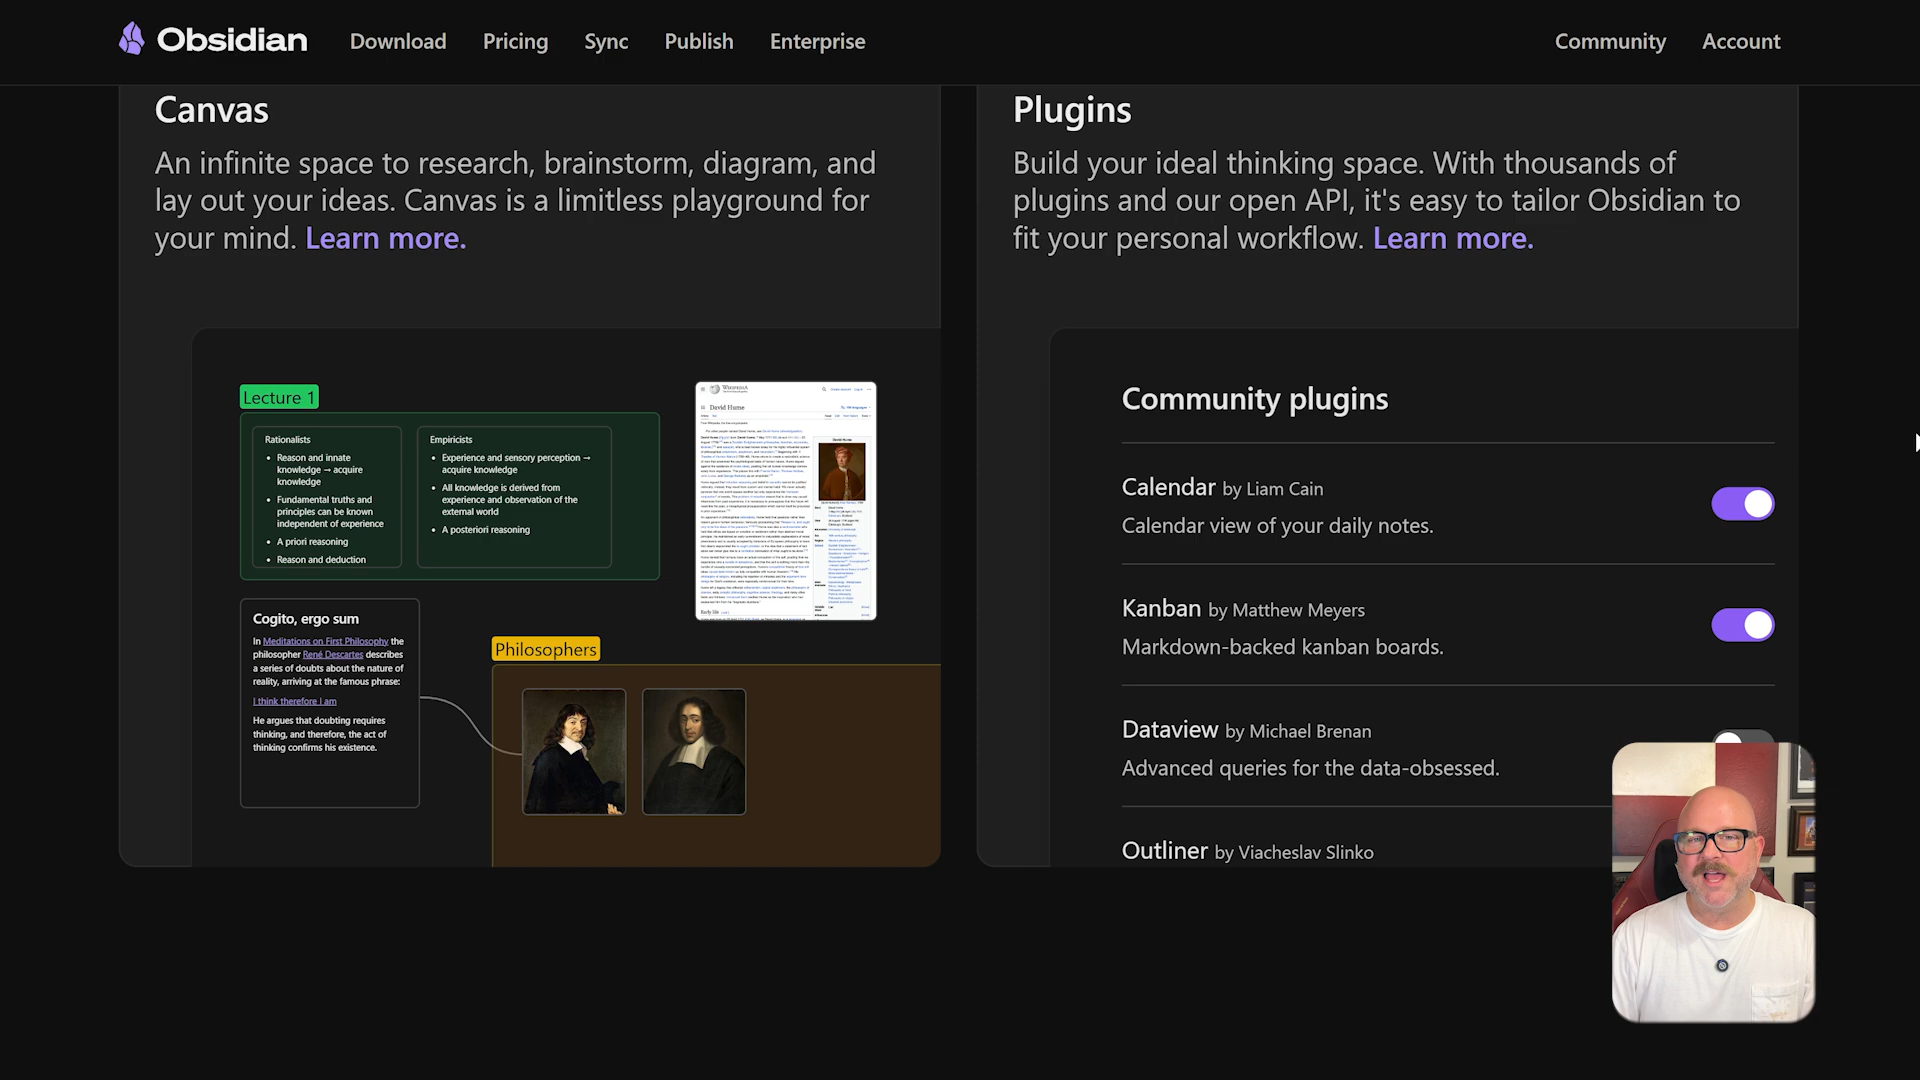 Obsidian Download Pricing Sync Publish Enterprise Community Account
Canvas
An infinite space to research, brainstorm, diagram, and
lay out your ideas. Canvas is a limitless playground for
your mind. Learn more.
Lecture 1
Rationalists
• Reason and innate
knowledge → acquire
knowledge
• Fundamental truths and
principles can be known
independent of experience
• A priori reasoning
• Reason and deduction
Empiricists
• Experience and sensory perception →
acquire knowledge
• All knowledge is derived from
experience and observation of the
external world
• A posteriori reasoning
WIKIPEDIA
David Hume
Cogito, ergo sum
In Meditations on First Philosophy the
philosopher René Descartes describes
a series of doubts about the nature of
reality, arriving at the famous phrase:
I think therefore I am
He argues that doubting requires
thinking, and therefore, the act of
thinking confirms his existence.
Philosophers
Plugins
Build your ideal thinking space. With thousands of
plugins and our open API, it's easy to tailor Obsidian to
fit your personal workflow. Learn more.
Community plugins
Calendar by Liam Cain
Calendar view of your daily notes.
Kanban by Matthew Meyers
Markdown-backed kanban boards.
Dataview by Michael Brenan
Advanced queries for the data-obsessed.
Outliner by Viacheslav Slinko